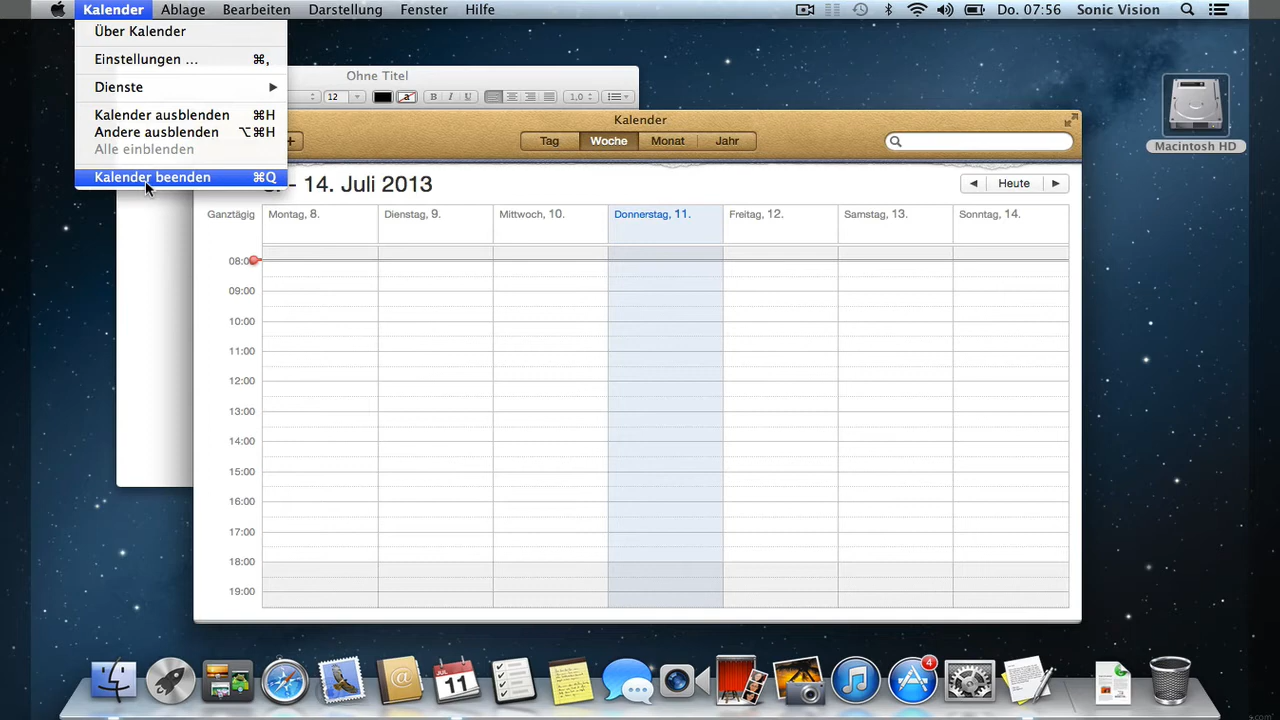 Kalender Ablage Bearbeiten Darstellung Fenster Hilfe Do. 07:56 Sonic Vision
Über Kalender
Einstellungen … ⌘,
Dienste
Kalender ausblenden ⌘H
Andere ausblenden ⌥⌘H
Alle einblenden
Kalender beenden ⌘Q
Ohne Titel
12 B I U 1,0
Kalender
Tag Woche Monat Jahr
- 14. Juli 2013
Heute
Ganztägig Montag, 8. Dienstag, 9. Mittwoch, 10. Donnerstag, 11. Freitag, 12. Samstag, 13. Sonntag, 14.
08:00
09:00
10:00
11:00
12:00
13:00
14:00
15:00
16:00
17:00
18:00
19:00
Macintosh HD
JUL
11
4